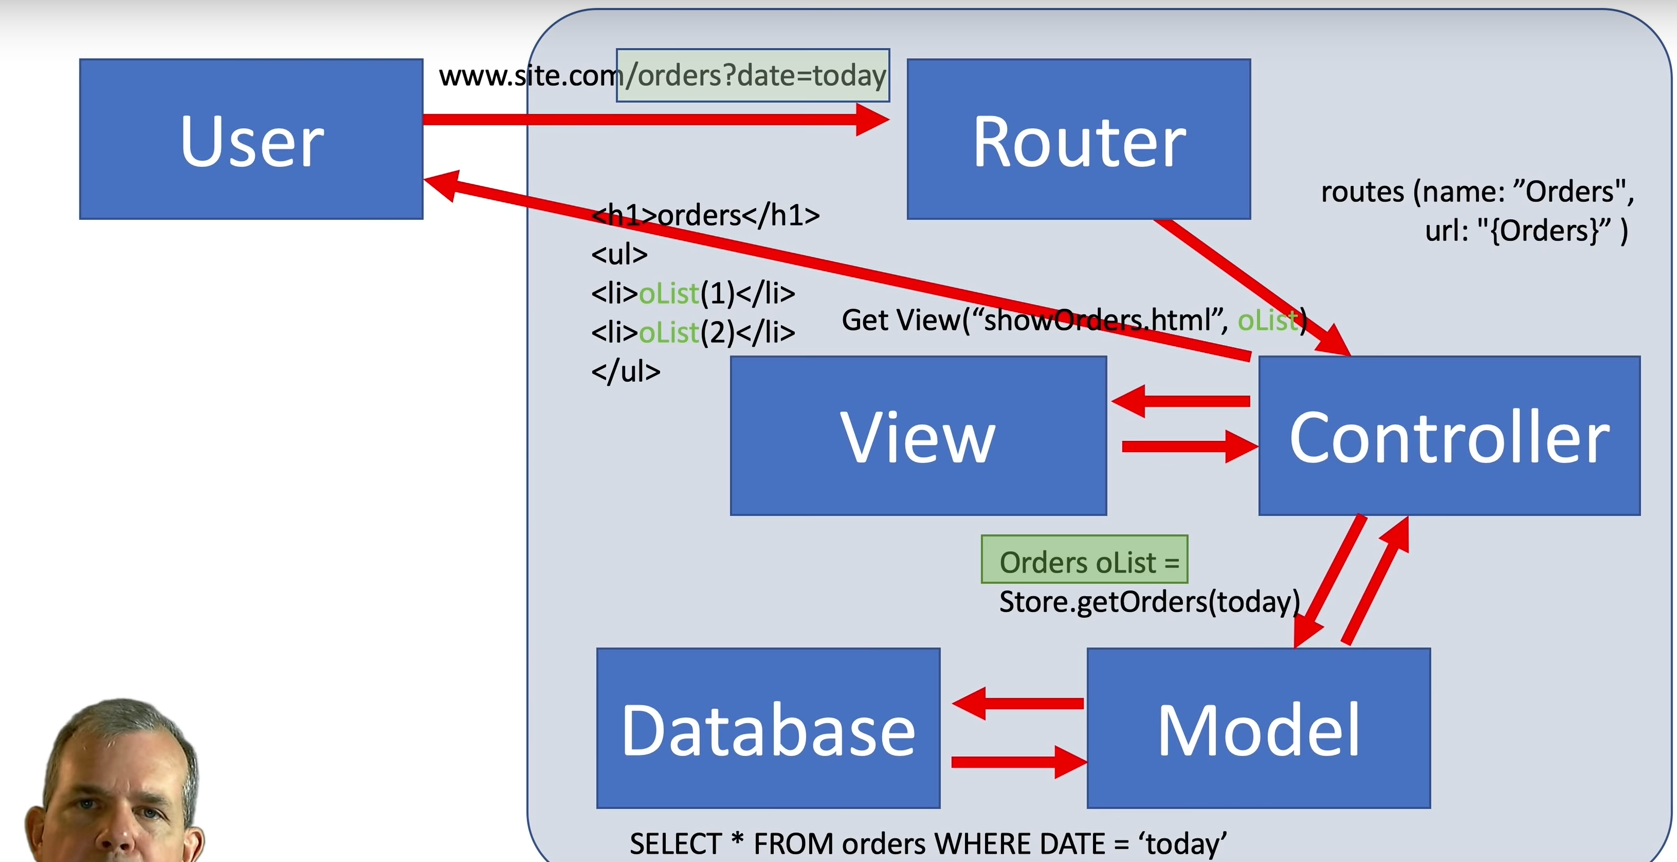 www.site.com/orders?date=today
User
Router
routes (name: ”Orders",
url: "{Orders}” )
<h1>orders</h1>
<ul>
<li>oList(1)</li>
<li>oList(2)</li>
</ul>
Get View(“showOrders.html”, oList)
View
Controller
Orders oList =
Store.getOrders(today)
Database
Model
SELECT * FROM orders WHERE DATE = ‘today’